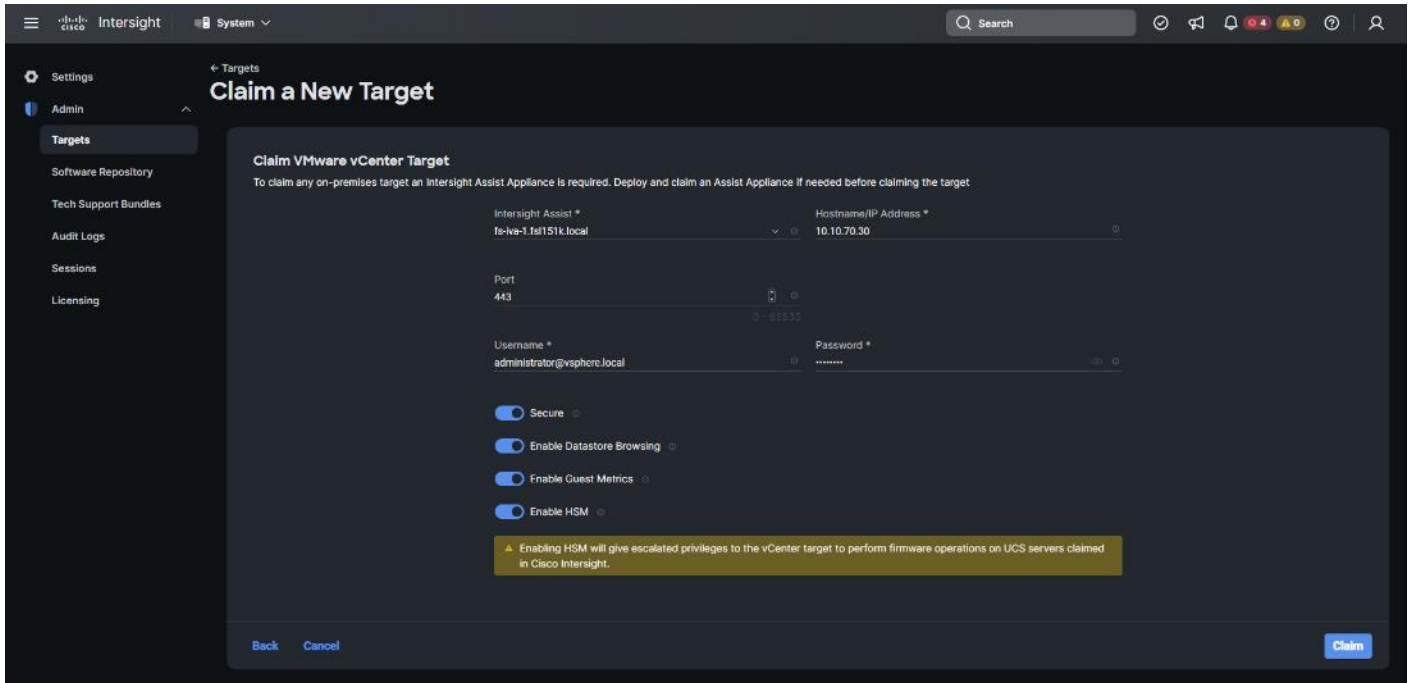 cisco Intersight
System
Search
4
0
Settings
Admin
Targets
Software Repository
Tech Support Bundles
Audit Logs
Sessions
Licensing
← Targets
Claim a New Target
Claim VMware vCenter Target
To claim any on-premises target an Intersight Assist Appliance is required. Deploy and claim an Assist Appliance if needed before claiming the target
Intersight Assist *
fs-iva-1.fsl151k.local
Hostname/IP Address *
10.10.70.30
Port
443
0 - 65535
Username *
administrator@vsphere.local
Password *
········
Secure
Enable Datastore Browsing
Enable Guest Metrics
Enable HSM
Enabling HSM will give escalated privileges to the vCenter target to perform firmware operations on UCS servers claimed
in Cisco Intersight.
Back
Cancel
Claim